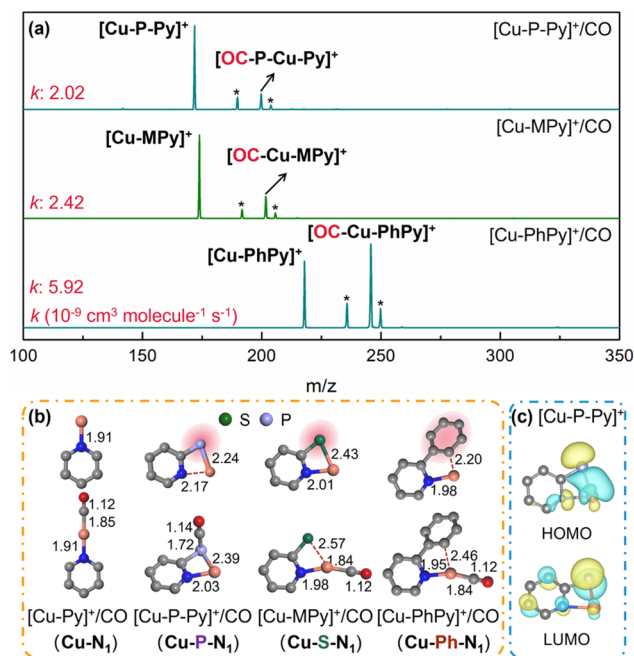 (a)
[Cu-P-Py]⁺
[Cu-P-Py]⁺/CO
[OC-P-Cu-Py]⁺
k: 2.02
*
*
[Cu-MPy]⁺/CO
[Cu-MPy]⁺
[OC-Cu-MPy]⁺
k: 2.42
*
*
[OC-Cu-PhPy]⁺
[Cu-PhPy]⁺/CO
[Cu-PhPy]⁺
k: 5.92
*
*
k (10⁻⁹ cm³ molecule⁻¹ s⁻¹)
100 150 200 250 300 350
m/z
(b)
S P
1.91
2.24
2.17
2.43
2.01
2.20
1.98
1.12
1.85
1.91
1.14
1.72
2.39
2.03
2.57
1.84
1.98
1.12
2.46
1.95
1.12
1.84
[Cu-Py]⁺/CO [Cu-P-Py]⁺/CO [Cu-MPy]⁺/CO [Cu-PhPy]⁺/CO
(Cu-N₁) (Cu-P-N₁) (Cu-S-N₁) (Cu-Ph-N₁)
(c) [Cu-P-Py]⁺
HOMO
LUMO